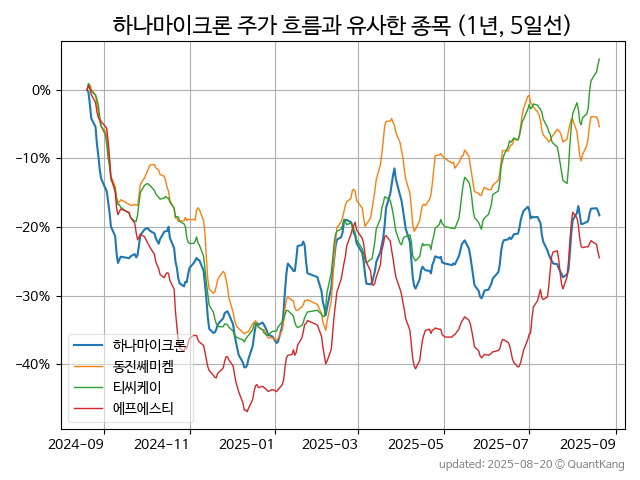 하나마이크론 주가 흐름과 유사한 종목 (1년, 5일선)
0%
−10%
−20%
−30%
−40%
하나마이크론
동진쎄미켐
티씨케이
에프에스티
2024-09
2024-11
2025-01
2025-03
2025-05
2025-07
2025-09
updated: 2025-08-20 © QuantKang